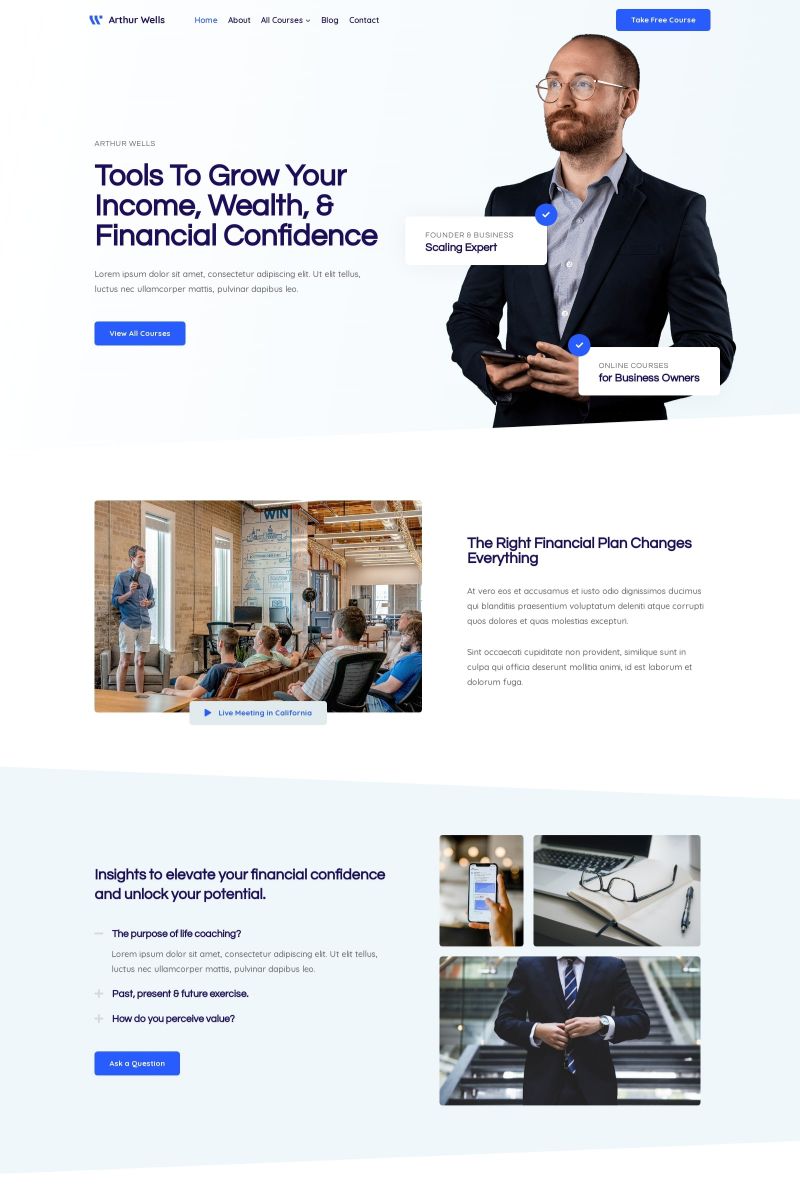 Arthur Wells
Home About All Courses Blog Contact
Take Free Course
ARTHUR WELLS
Tools To Grow Your
Income, Wealth, &
Financial Confidence
Lorem ipsum dolor sit amet, consectetur adipiscing elit. Ut elit tellus,
luctus nec ullamcorper mattis, pulvinar dapibus leo.
View All Courses
FOUNDER & BUSINESS
Scaling Expert
ONLINE COURSES
for Business Owners
WIN
Live Meeting in California
The Right Financial Plan Changes
Everything
At vero eos et accusamus et iusto odio dignissimos ducimus
qui blanditiis praesentium voluptatum deleniti atque corrupti
quos dolores et quas molestias excepturi.
Sint occaecati cupiditate non provident, similique sunt in
culpa qui officia deserunt mollitia animi, id est laborum et
dolorum fuga.
Insights to elevate your financial confidence
and unlock your potential.
The purpose of life coaching?
Lorem ipsum dolor sit amet, consectetur adipiscing elit. Ut elit tellus,
luctus nec ullamcorper mattis, pulvinar dapibus leo.
Past, present & future exercise.
How do you perceive value?
Ask a Question